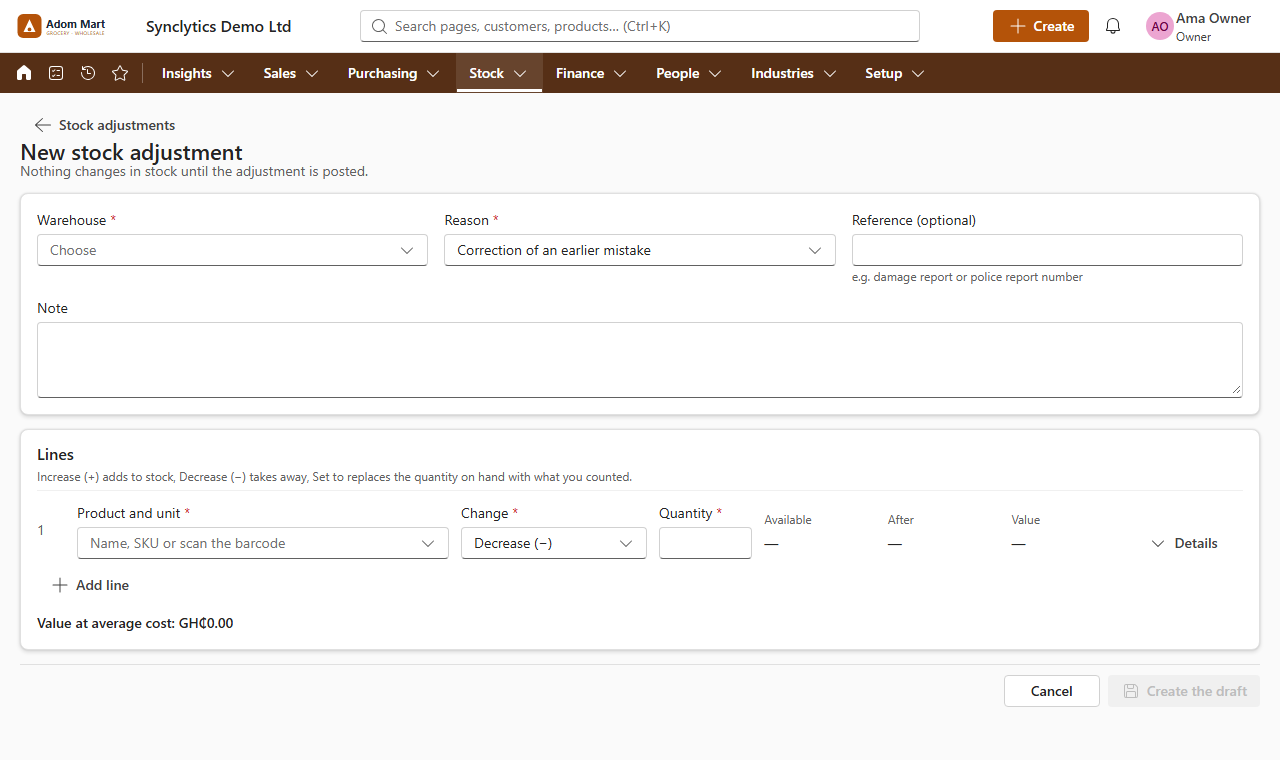 Adom Mart
GROCERY · WHOLESALE
Synclytics Demo Ltd
Search pages, customers, products... (Ctrl+K)
Create
AO
Ama Owner
Owner
Insights
Sales
Purchasing
Stock
Finance
People
Industries
Setup
Stock adjustments
New stock adjustment
Nothing changes in stock until the adjustment is posted.
Warehouse *
Reason *
Reference (optional)
Choose
Correction of an earlier mistake
e.g. damage report or police report number
Note
Lines
Increase (+) adds to stock, Decrease (−) takes away, Set to replaces the quantity on hand with what you counted.
1
Product and unit *
Change *
Quantity *
Available
After
Value
Name, SKU or scan the barcode
Decrease (−)
—
—
—
Details
Add line
Value at average cost: GH₵0.00
Cancel
Create the draft